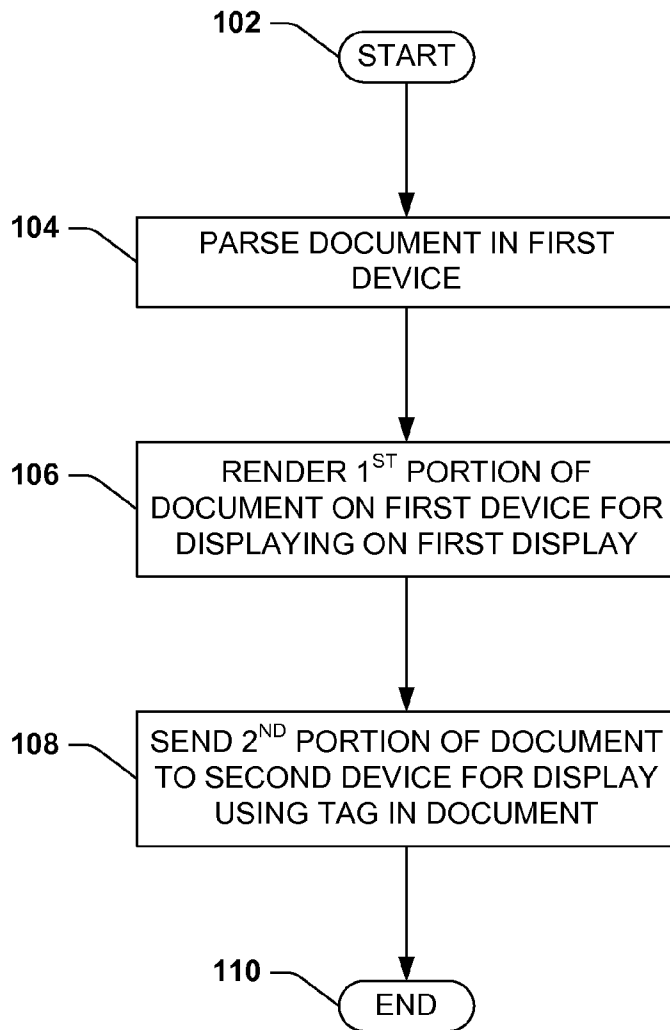 102
START
104
PARSE DOCUMENT IN FIRST
DEVICE
106
RENDER 1ST PORTION OF
DOCUMENT ON FIRST DEVICE FOR
DISPLAYING ON FIRST DISPLAY
108
SEND 2ND PORTION OF DOCUMENT
TO SECOND DEVICE FOR DISPLAY
USING TAG IN DOCUMENT
110
END